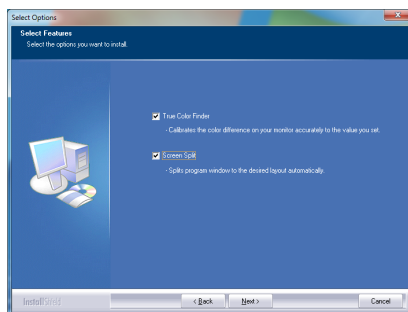 Select Options
Select Features
Select the options you want to install.
True Color Finder
- Calibrates the color difference on your monitor accurately to the value you set.
Screen Split
- Splits program window to the desired layout automatically.
InstallShield
< Back
Next >
Cancel